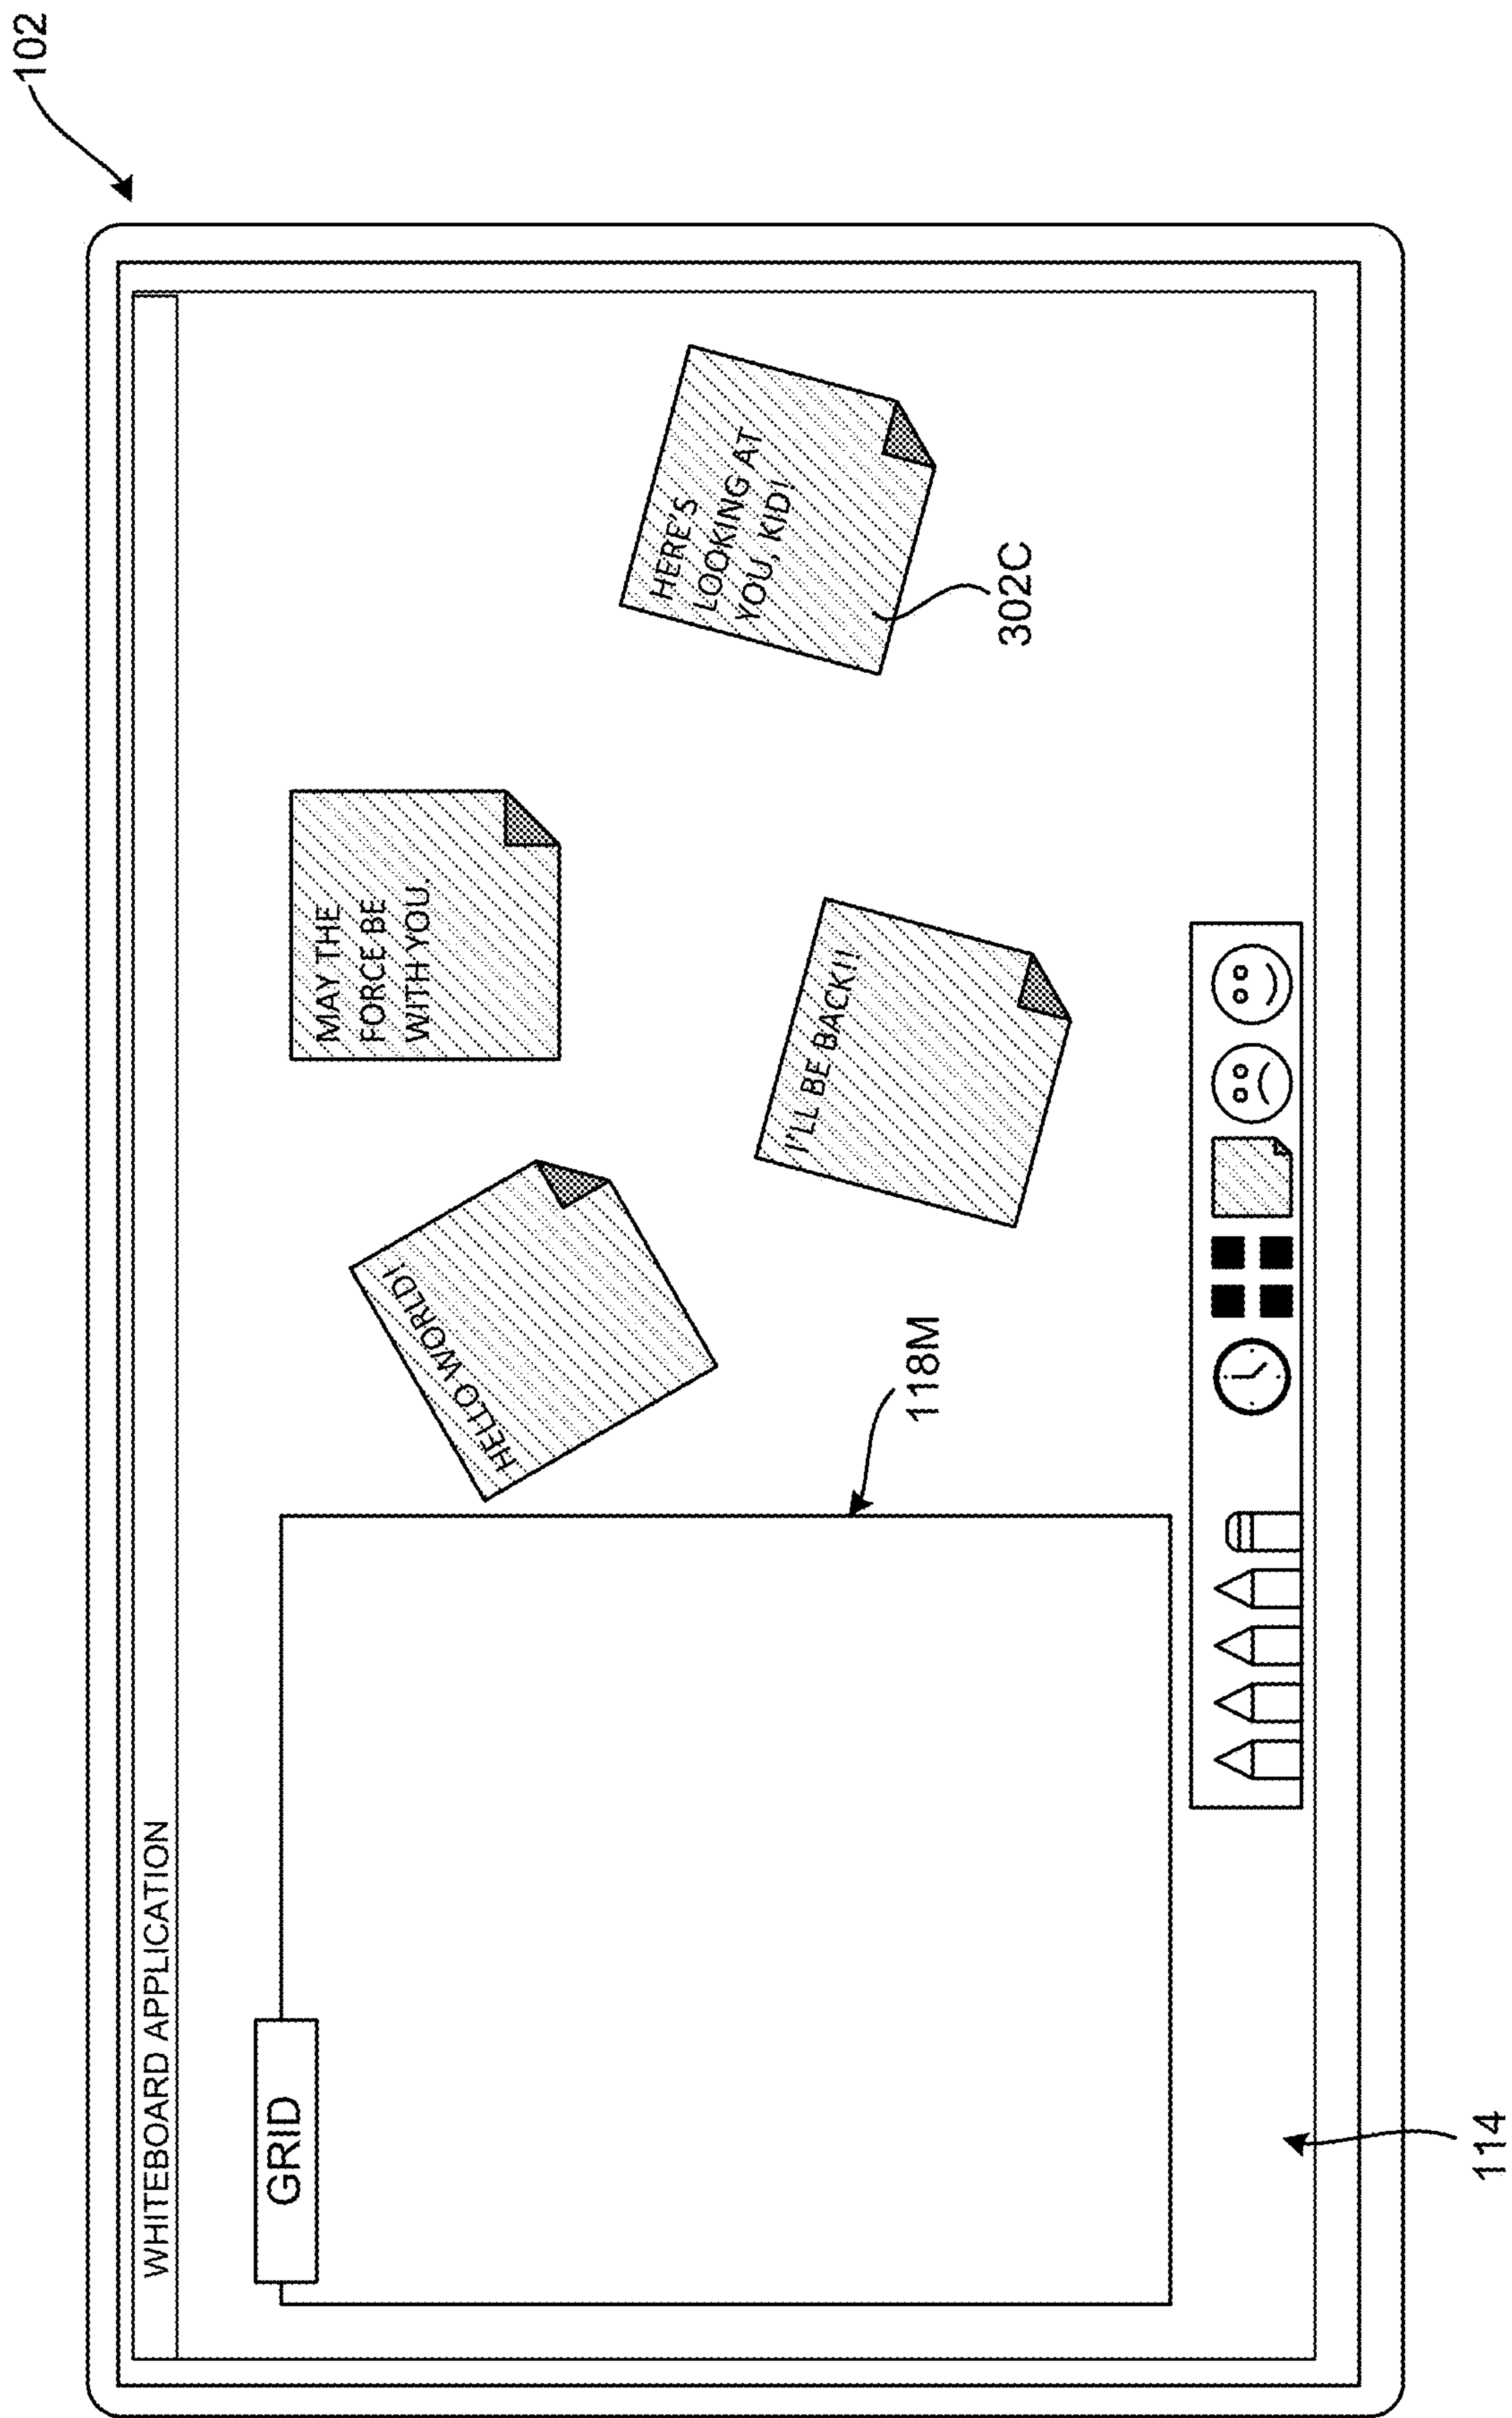 102
WHITEBOARD APPLICATION
GRID
HELLO WORLD!
MAY THE
FORCE BE
WITH YOU.
I'LL BE BACK!!
HERE'S
LOOKING AT
YOU, KID!
302C
118M
114